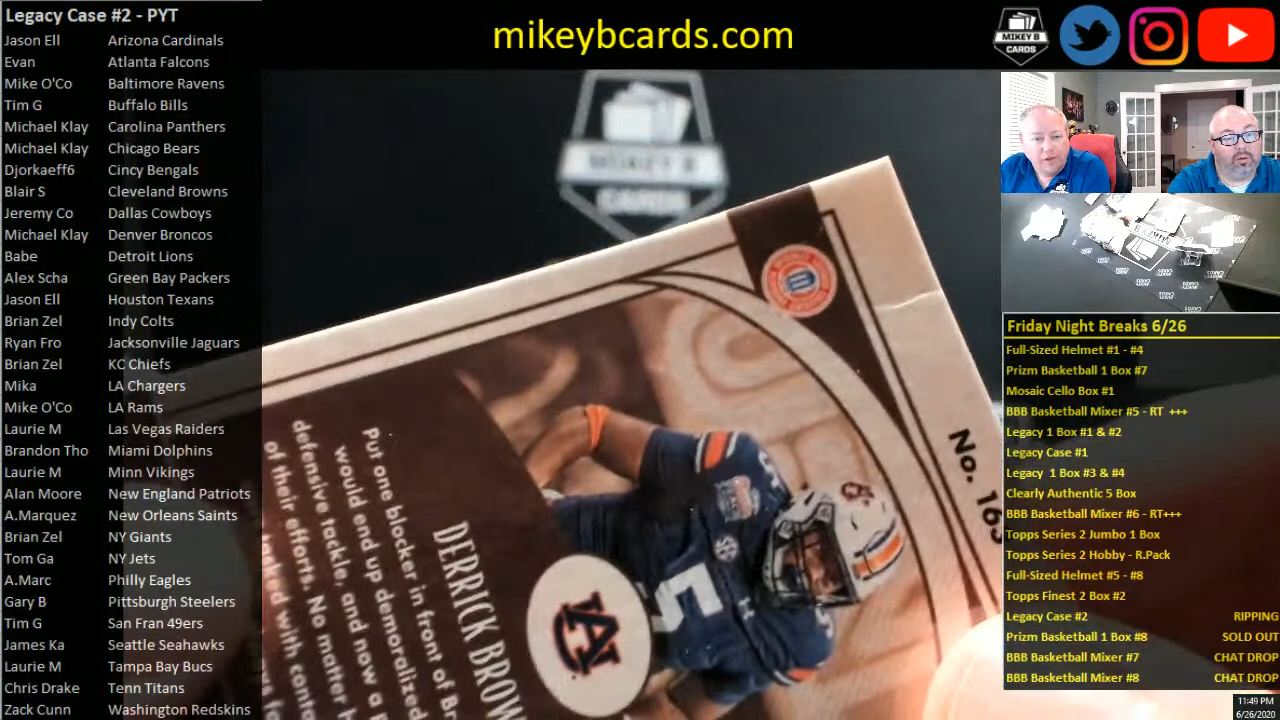 Legacy Case #2 - PYT
Jason Ell Arizona Cardinals
Evan Atlanta Falcons
Mike O'Co Baltimore Ravens
Tim G Buffalo Bills
Michael Klay Carolina Panthers
Michael Klay Chicago Bears
Djorkaeff6 Cincy Bengals
Blair S Cleveland Browns
Jeremy Co Dallas Cowboys
Michael Klay Denver Broncos
Babe Detroit Lions
Alex Scha Green Bay Packers
Jason Ell Houston Texans
Brian Zel Indy Colts
Ryan Fro Jacksonville Jaguars
Brian Zel KC Chiefs
Mika LA Chargers
Mike O'Co LA Rams
Laurie M Las Vegas Raiders
Brandon Tho Miami Dolphins
Laurie M Minn Vikings
Alan Moore New England Patriots
A.Marquez New Orleans Saints
Brian Zel NY Giants
Tom Ga NY Jets
A.Marc Philly Eagles
Gary B Pittsburgh Steelers
Tim G San Fran 49ers
James Ka Seattle Seahawks
Laurie M Tampa Bay Bucs
Chris Drake Tenn Titans
Zack Cunn Washington Redskins
mikeybcards.com
MIKEY B
CARDS
MIKEY B
CARDS
No. 163
5
AU
DERRICK BROW
Put one blocker in front of Br
would end up demoralized
defensive tackle, and now a
of their efforts. No matter h
with
Friday Night Breaks 6/26
Full-Sized Helmet #1 - #4
Prizm Basketball 1 Box #7
Mosaic Cello Box #1
BBB Basketball Mixer #5 - RT +++
Legacy 1 Box #1 & #2
Legacy Case #1
Legacy 1 Box #3 & #4
Clearly Authentic 5 Box
BBB Basketball Mixer #6 - RT+++
Topps Series 2 Jumbo 1 Box
Topps Series 2 Hobby - R.Pack
Full-Sized Helmet #5 - #8
Topps Finest 2 Box #2
Legacy Case #2 RIPPING
Prizm Basketball 1 Box #8 SOLD OUT
BBB Basketball Mixer #7 CHAT DROP
BBB Basketball Mixer #8 CHAT DROP
11:49 PM
6/26/2020